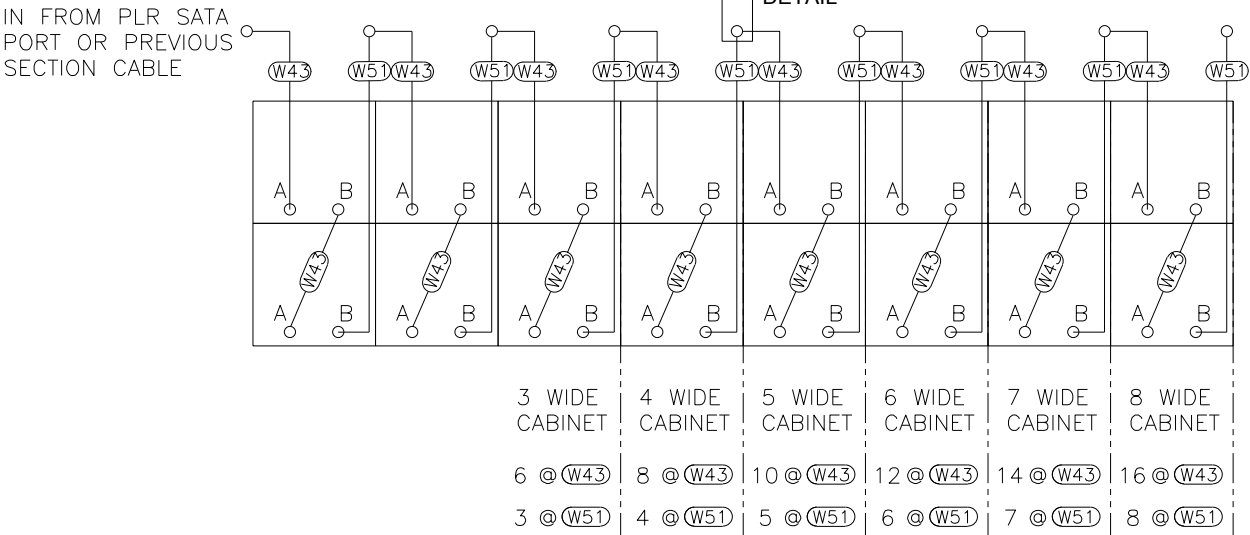 DETAIL
IN FROM PLR SATA
PORT OR PREVIOUS
SECTION CABLE
W43 W51 W43 W51 W43 W51 W43 W51 W43 W51 W43 W51 W43 W51 W43 W51
A B A B A B A B A B A B A B A B
W43 W43 W43 W43 W43 W43 W43 W43
A B A B A B A B A B A B A B A B
3 WIDE 4 WIDE 5 WIDE 6 WIDE 7 WIDE 8 WIDE
CABINET CABINET CABINET CABINET CABINET CABINET
6 @ W43 8 @ W43 10 @ W43 12 @ W43 14 @ W43 16 @ W43
3 @ W51 4 @ W51 5 @ W51 6 @ W51 7 @ W51 8 @ W51